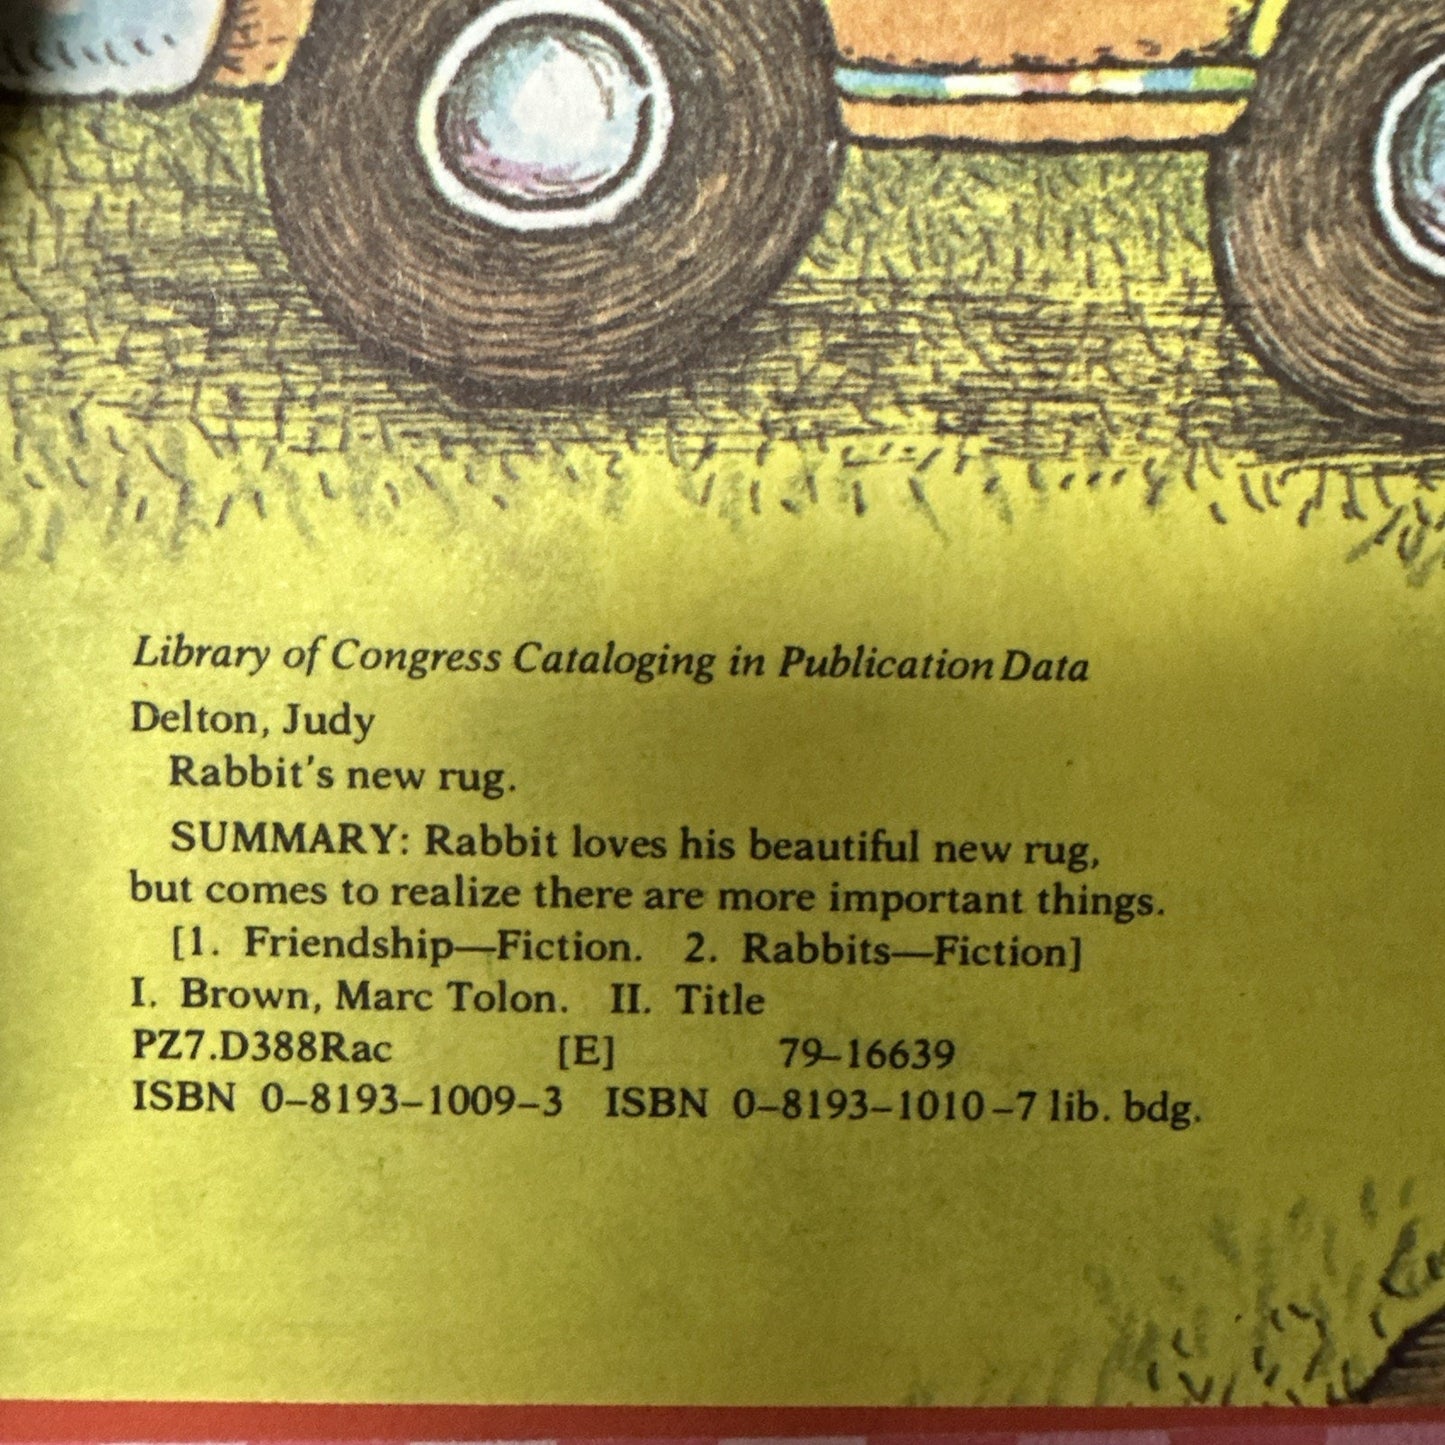 Library of Congress Cataloging in Publication Data
Delton, Judy
Rabbit's new rug.
SUMMARY: Rabbit loves his beautiful new rug,
but comes to realize there are more important things.
[1. Friendship—Fiction. 2. Rabbits—Fiction]
I. Brown, Marc Tolon. II. Title
PZ7.D388Rac [E] 79–16639
ISBN 0–8193–1009–3 ISBN 0–8193–1010–7 lib. bdg.